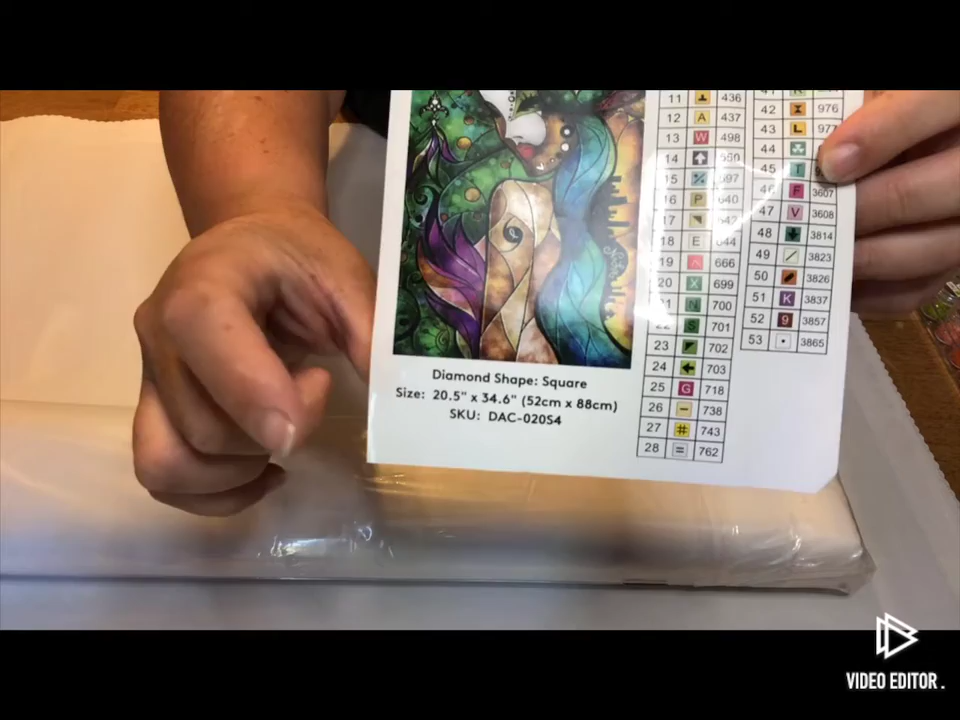 11 436
12 A 437
13 W 498
14 550
15 597
16 P 640
17 642
18 E 644
19 666
20 X 699
21 N 700
22 S 701
23 702
24 703
25 G 718
26 – 738
27 # 743
28 = 762
42 976
43 L 977
44
45 T
46 F 3607
47 V 3608
48 3814
49 / 3823
50 3826
51 K 3837
52 9 3857
53 • 3865
Diamond Shape: Square
Size: 20.5" x 34.6" (52cm x 88cm)
SKU: DAC-020S4
VIDEO EDITOR .